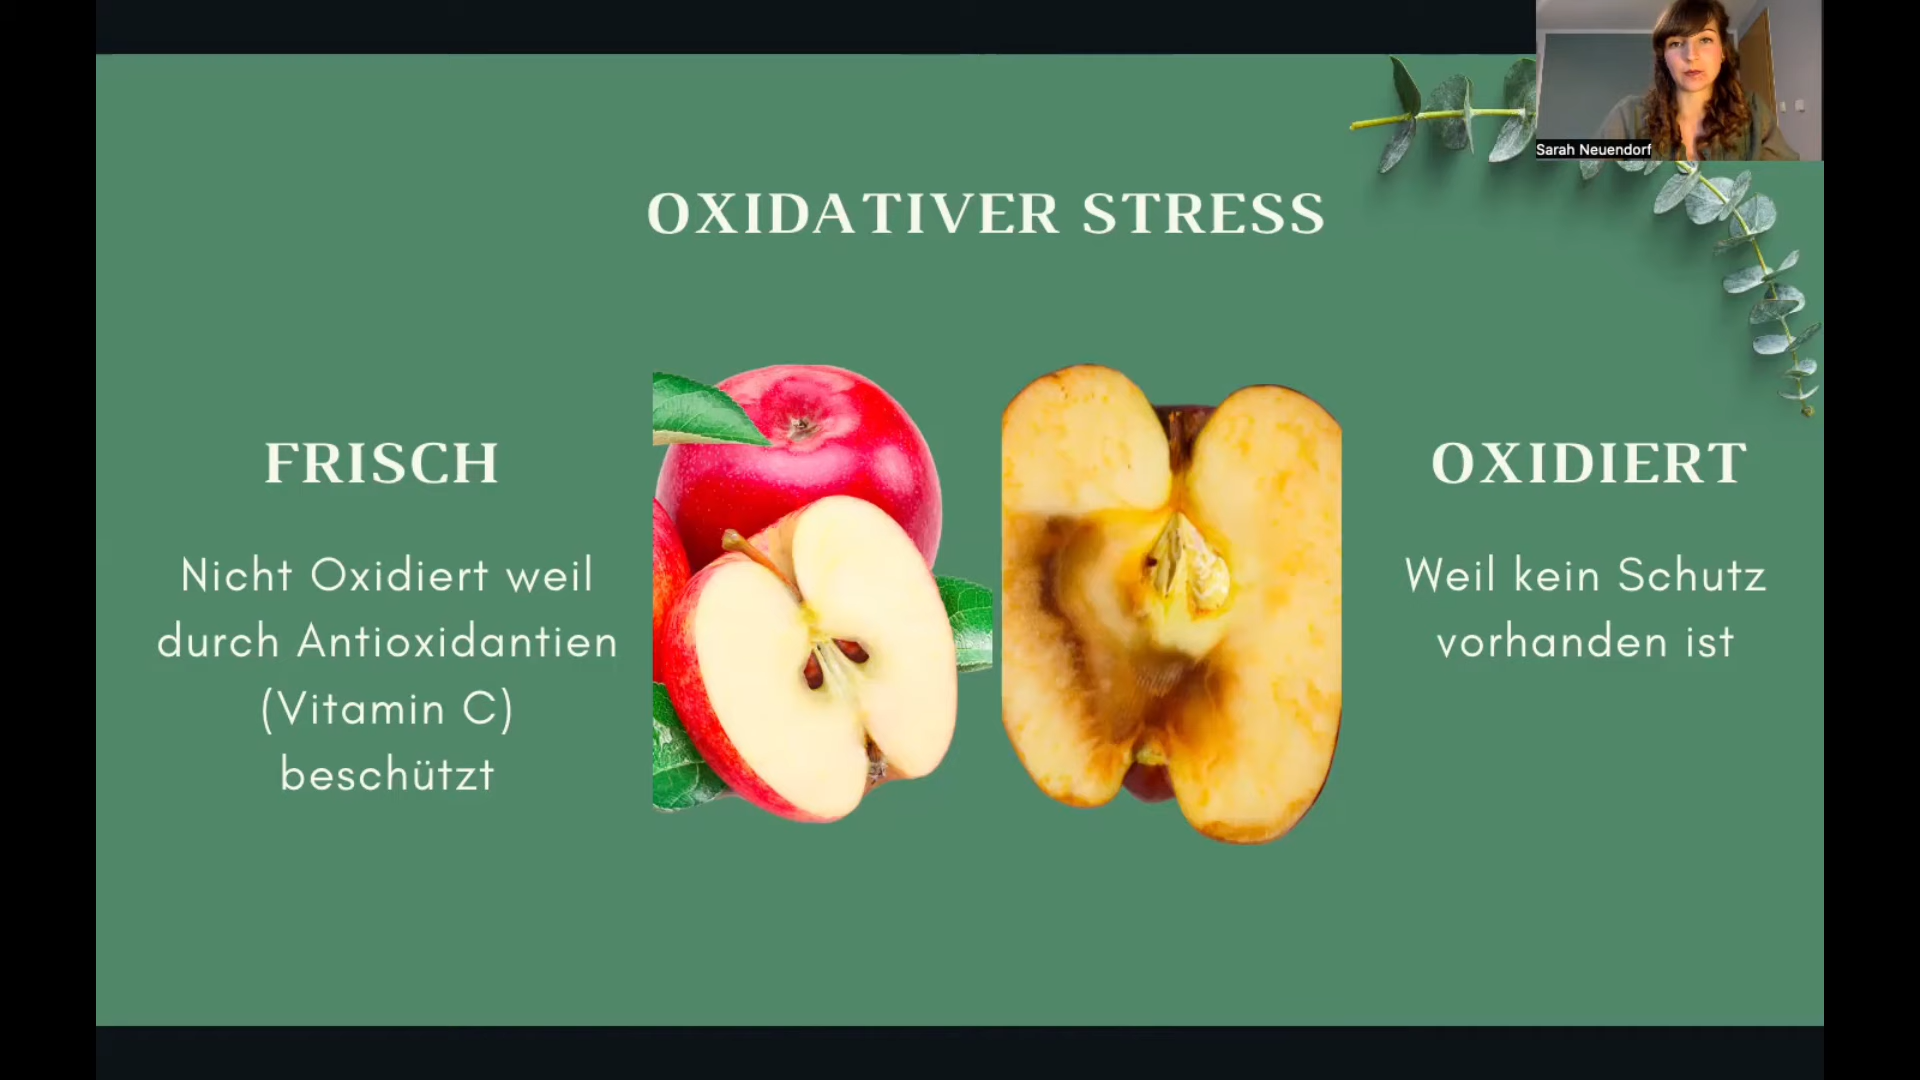 Sarah Neuendorf
OXIDATIVER STRESS
FRISCH
Nicht Oxidiert weil
durch Antioxidantien
(Vitamin C)
beschützt
OXIDIERT
Weil kein Schutz
vorhanden ist